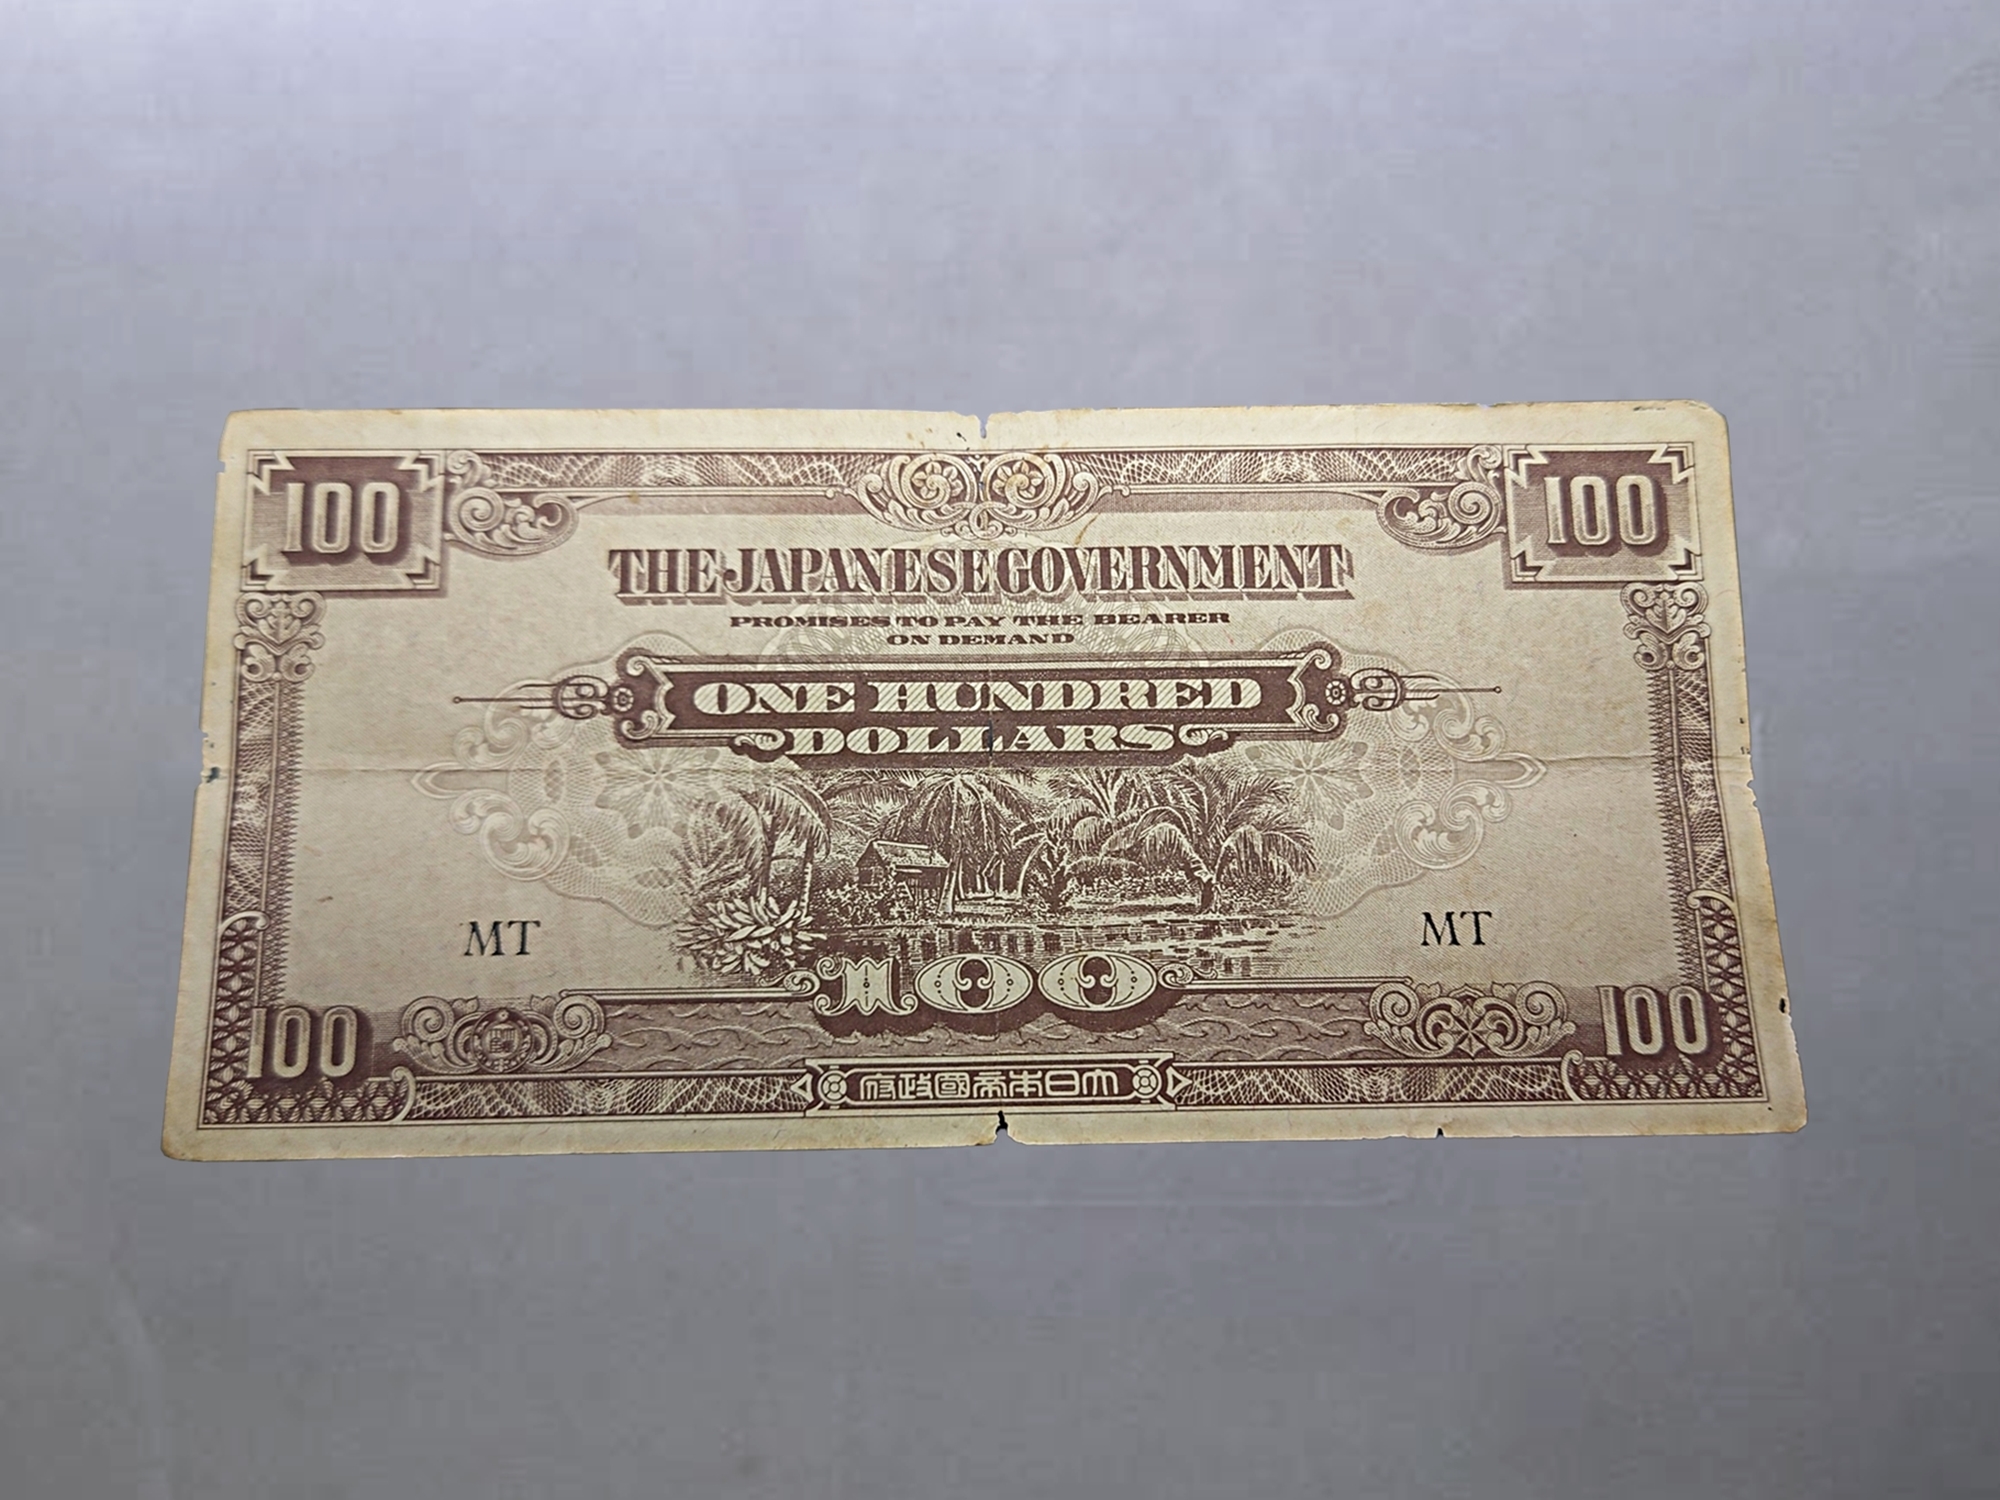 100 100
THE JAPANESE GOVERNMENT
PROMISES TO PAY THE BEARER
ON DEMAND
ONE HUNDRED
DOLLARS
MT MT
100
100 100
府政國帝本日大